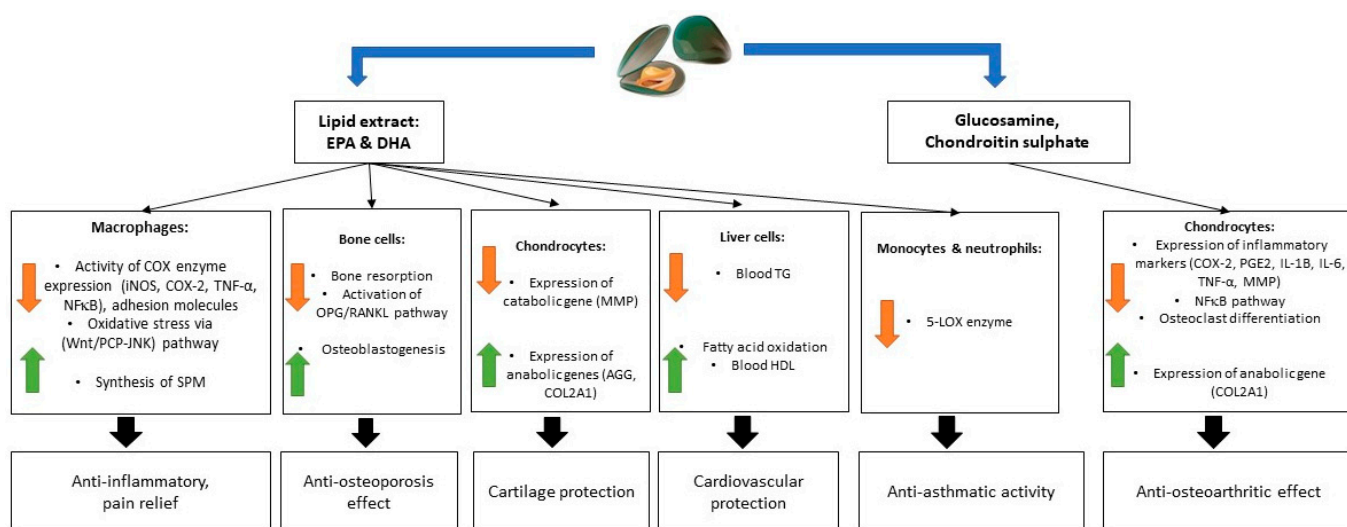 Lipid extract:
EPA & DHA
Glucosamine,
Chondroitin sulphate
Macrophages:
• Activity of COX enzyme
expression (iNOS, COX-2, TNF-α,
NFκB), adhesion molecules
• Oxidative stress via
(Wnt/PCP-JNK) pathway
• Synthesis of SPM
Bone cells:
• Bone resorption
• Activation of
OPG/RANKL pathway
• Osteoblastogenesis
Chondrocytes:
• Expression of
catabolic gene (MMP)
• Expression of
anabolic genes (AGG,
COL2A1)
Liver cells:
• Blood TG
• Fatty acid oxidation
• Blood HDL
Monocytes & neutrophils:
• 5-LOX enzyme
Chondrocytes:
• Expression of inflammatory
markers (COX-2, PGE2, IL-1B, IL-6,
TNF-α, MMP)
• NFκB pathway
• Osteoclast differentiation
• Expression of anabolic gene
(COL2A1)
Anti-inflammatory,
pain relief
Anti-osteoporosis
effect
Cartilage protection
Cardiovascular
protection
Anti-asthmatic activity
Anti-osteoarthritic effect